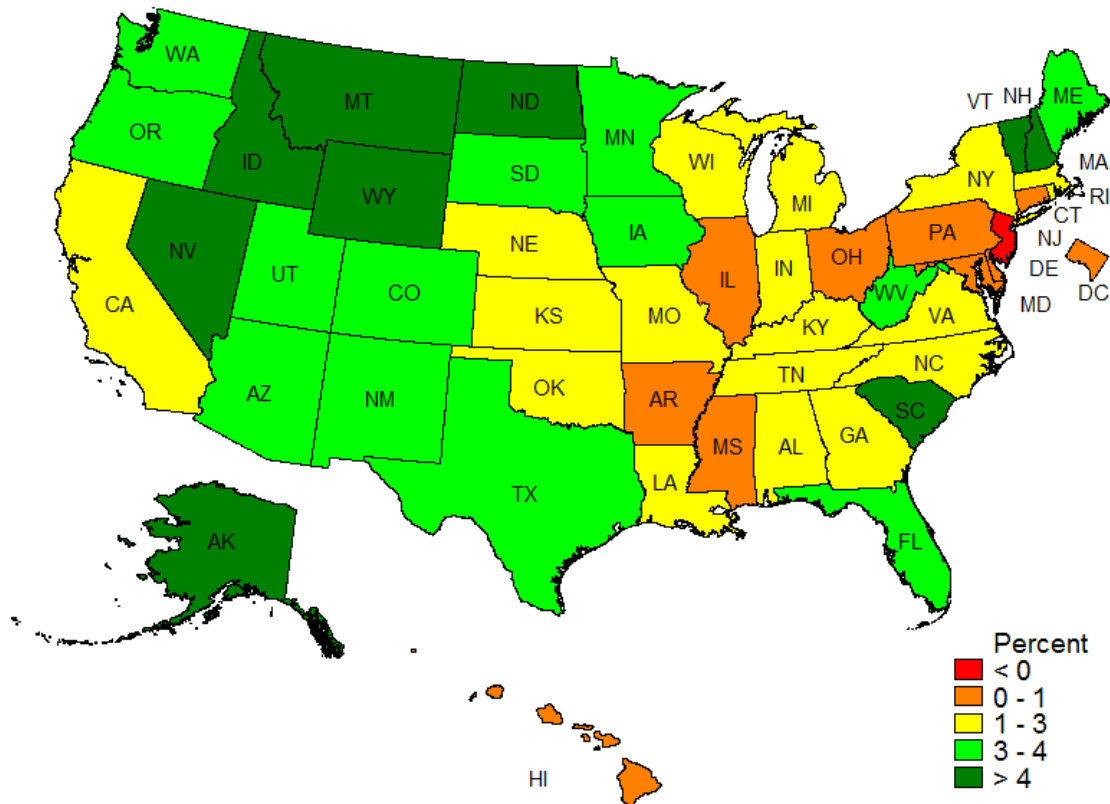 WA
MT
ND
VT
NH
ME
OR
MN
ID
SD
WI
MA
WY
NY
MI
RI
CT
NV
NE
IA
PA
NJ
UT
IL
IN
OH
DE
CA
CO
WV
DC
KS
MO
MD
KY
VA
TN
NC
OK
AZ
NM
AR
SC
MS
AL
GA
LA
TX
AK
FL
Percent
< 0
0 - 1
1 - 3
3 - 4
> 4
HI